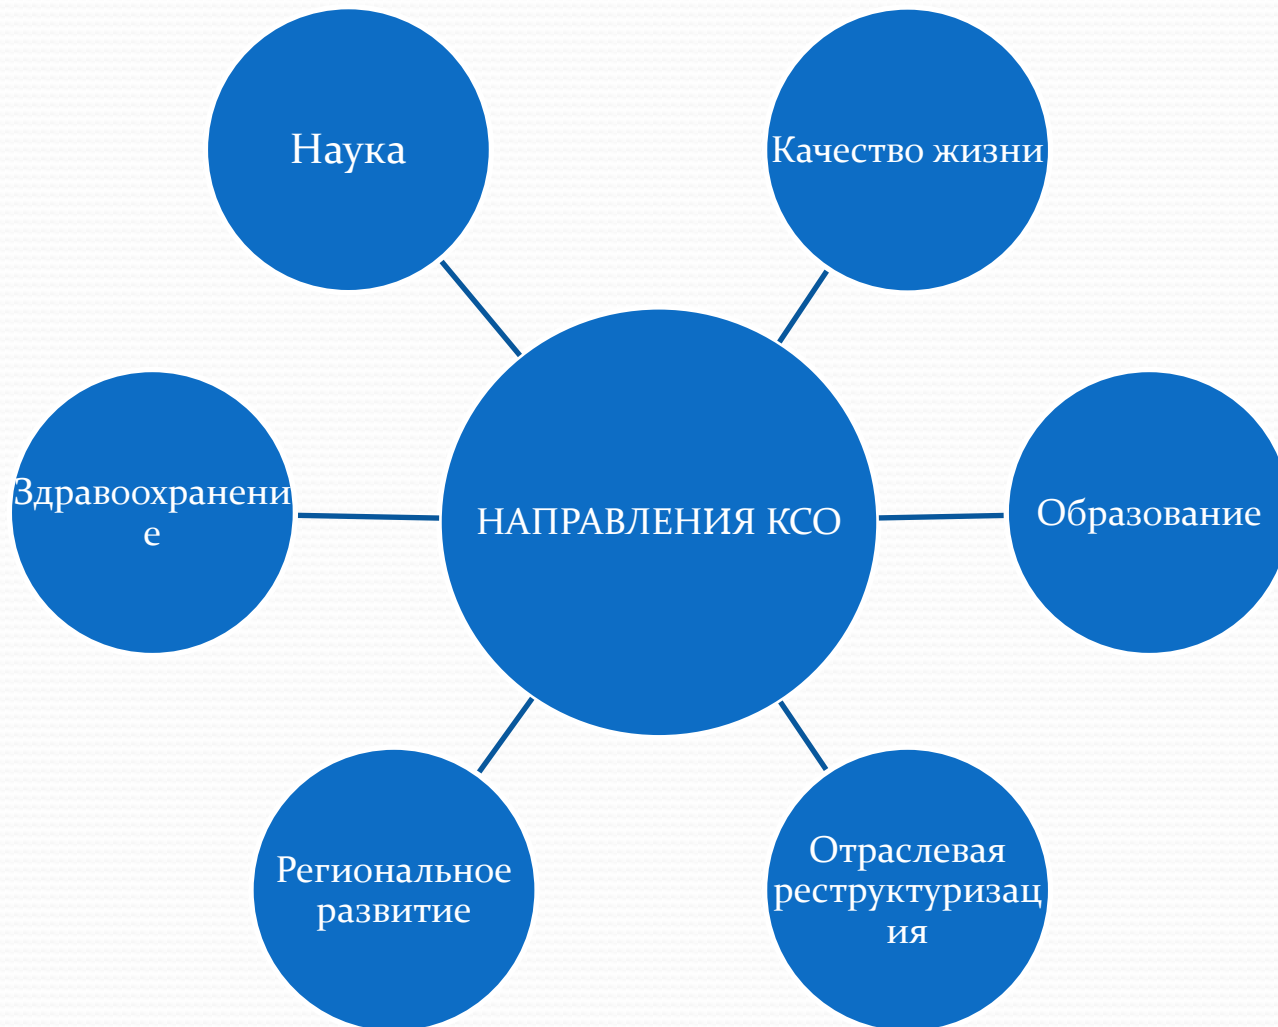 Наука
Качество жизни
Здравоохранени
е
НАПРАВЛЕНИЯ КСО
Образование
Региональное
развитие
Отраслевая
реструктуризац
ия